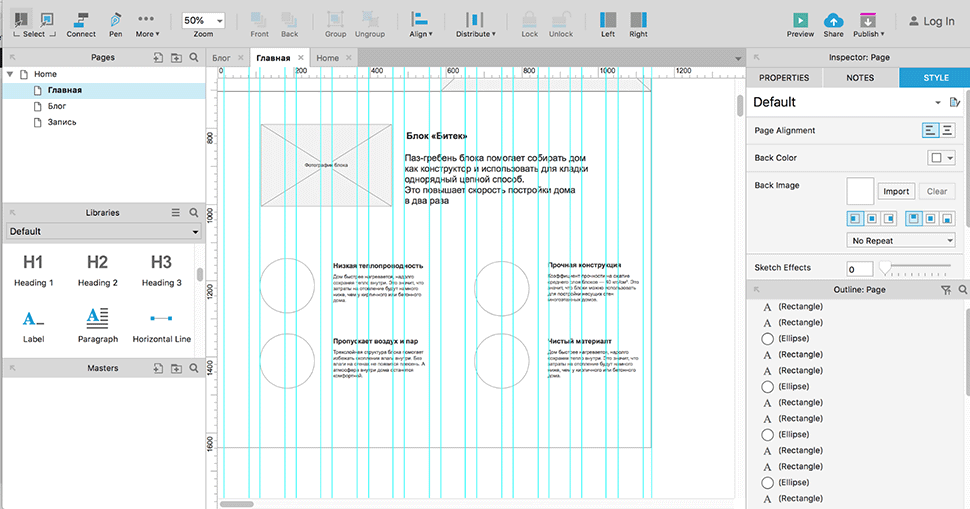 Select
Connect
Pen
More
50%
Zoom
Front
Back
Group
Ungroup
Align
Distribute
Lock
Unlock
Left
Right
Preview
Share
Publish
Log In
Pages
Блог
Главная
Home
Inspector: Page
Home
Главная
Блог
Запись
0
200
400
600
800
1000
1200
800
1000
1200
1400
1600
Libraries
Default
H1
H2
H3
Heading 1
Heading 2
Heading 3
A
Label
Paragraph
Horizontal Line
Masters
Фотография блока
Блок «Битек»
Паз-гребень блока помогает собирать дом
как конструктор и использовать для кладки
однорядный цепной способ.
Это повышает скорость постройки дома
в два раза
Низкая теплопроводность
Дом быстрее нагревается, надолго
сохраняя тепло внутри. Это значит, что
затраты на отопление будут намного
ниже, чем у кирпичного или бетонного
дома.
Прочная конструкция
Коэффициент прочности на сжатие
среднего слоя блоков — 50 кг/см². Это
значит, что блоки можно использовать
для постройки несущих стен
многоэтажных домов.
Пропускает воздух и пар
Трехслойная структура блока помогает
избежать скопления влаги внутри. Без
влаги на стенах не появится плесень. А
атмосфера внутри дома останется
комфортной.
Чистый материалт
Дом быстрее нагревается, надолго
сохраняя тепло внутри. Это значит, что
затраты на отопление будут намного
ниже, чем у кирпичного или бетонного
дома.
PROPERTIES
NOTES
STYLE
Default
Page Alignment
Back Color
Back Image
Import
Clear
No Repeat
Sketch Effects
0
Outline: Page
A (Rectangle)
A (Rectangle)
(Ellipse)
A (Rectangle)
A (Rectangle)
(Ellipse)
A (Rectangle)
A (Rectangle)
(Ellipse)
A (Rectangle)
A (Rectangle)
(Ellipse)
A (Rectangle)